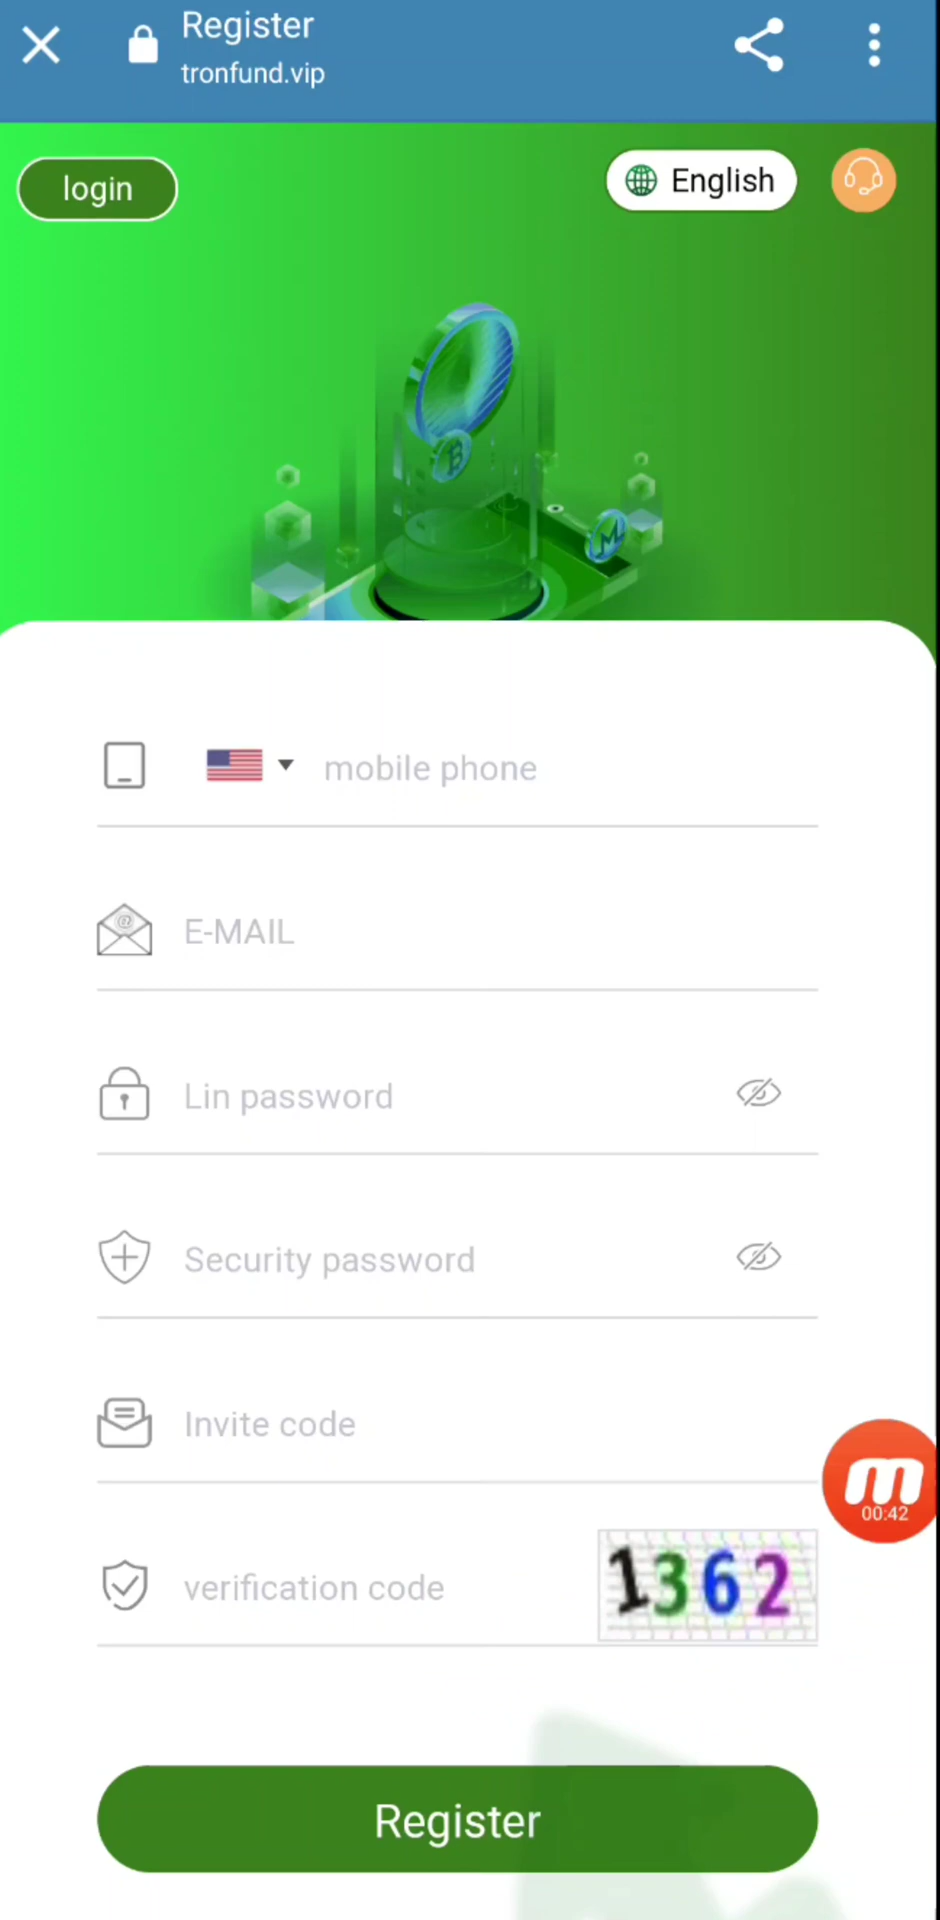 Register
tronfund.vip
login
English
mobile phone
E-MAIL
Lin password
Security password
Invite code
00:42
verification code
1362
Register